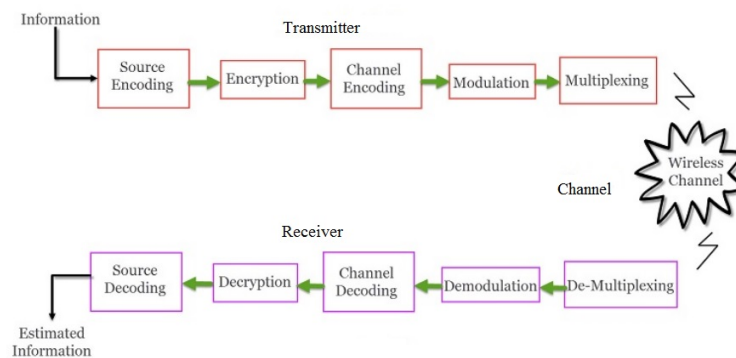 Information
Transmitter
Source
Encoding
Encryption
Channel
Encoding
Modulation
Multiplexing
Wireless
Channel
Channel
Receiver
Source
Decoding
Decryption
Channel
Decoding
Demodulation
De-Multiplexing
Estimated
Information